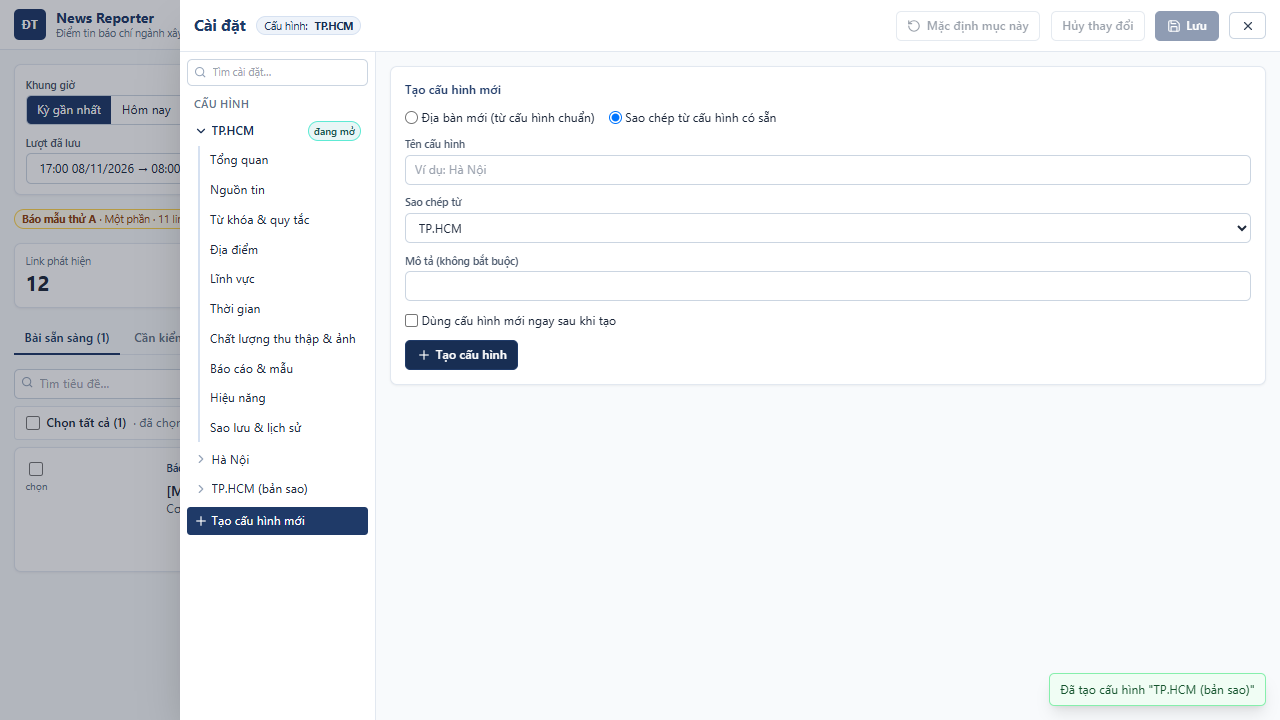 ĐT
News Reporter
Điểm tin báo chí ngành xây
Khung giờ
Kỳ gần nhất
Hôm nay
Lượt đã lưu
17:00 08/11/2026 → 08:00
Báo mẫu thử A · Một phần · 11 lin
Link phát hiện
12
Bài sẵn sàng (1)
Cần kiểm
Tìm tiêu đề...
Chọn tất cả (1) · đã chọn
chọn
Cài đặt
Cấu hình: TP.HCM
Mặc định mục này
Hủy thay đổi
Lưu
Tìm cài đặt...
CẤU HÌNH
TP.HCM
đang mở
Tổng quan
Nguồn tin
Từ khóa & quy tắc
Địa điểm
Lĩnh vực
Thời gian
Chất lượng thu thập & ảnh
Báo cáo & mẫu
Hiệu năng
Sao lưu & lịch sử
Hà Nội
TP.HCM (bản sao)
Tạo cấu hình mới
Tạo cấu hình mới
Địa bàn mới (từ cấu hình chuẩn)
Sao chép từ cấu hình có sẵn
Tên cấu hình
Ví dụ: Hà Nội
Sao chép từ
TP.HCM
Mô tả (không bắt buộc)
Dùng cấu hình mới ngay sau khi tạo
Tạo cấu hình
Đã tạo cấu hình "TP.HCM (bản sao)"